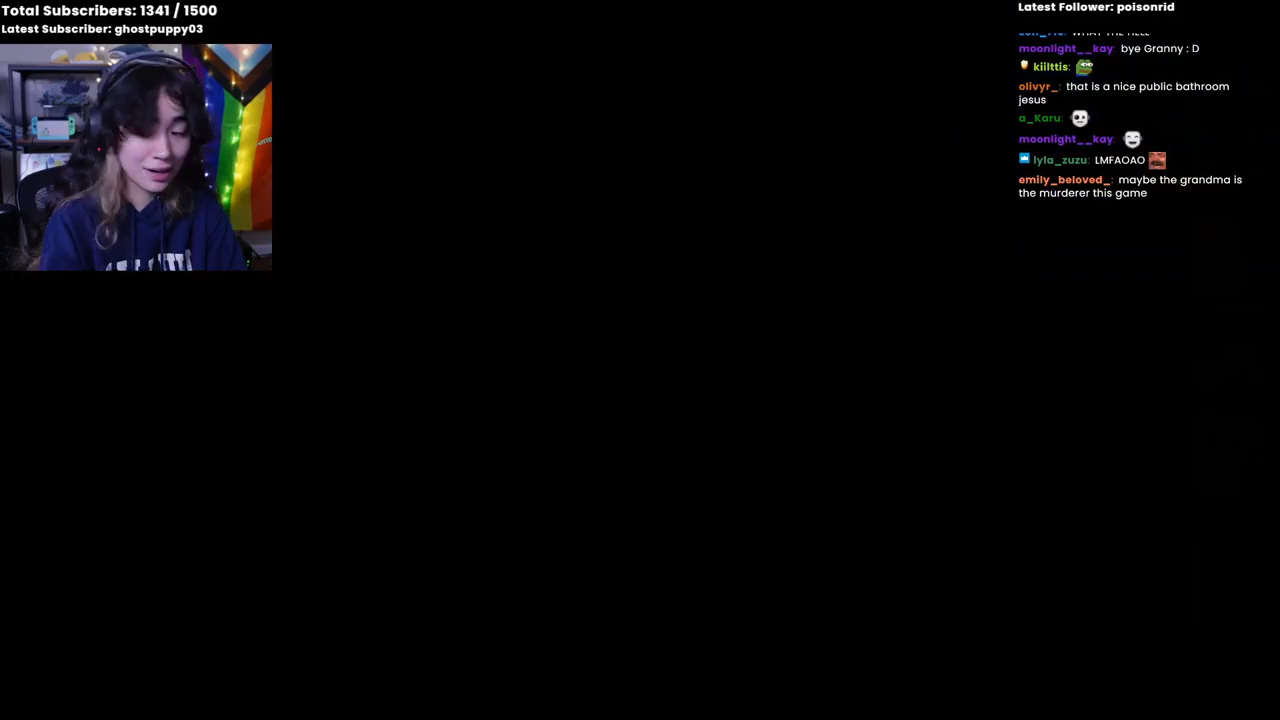 Total Subscribers: 1341 / 1500
Latest Subscriber: ghostpuppy03
Latest Follower: poisonrid
moonlight__kay: bye Granny : D
kiilttis:
olivyr_: that is a nice public bathroom
jesus
a_Karu:
moonlight__kay:
lyla_zuzu: LMFAOAO
emily_beloved_: maybe the grandma is
the murderer this game